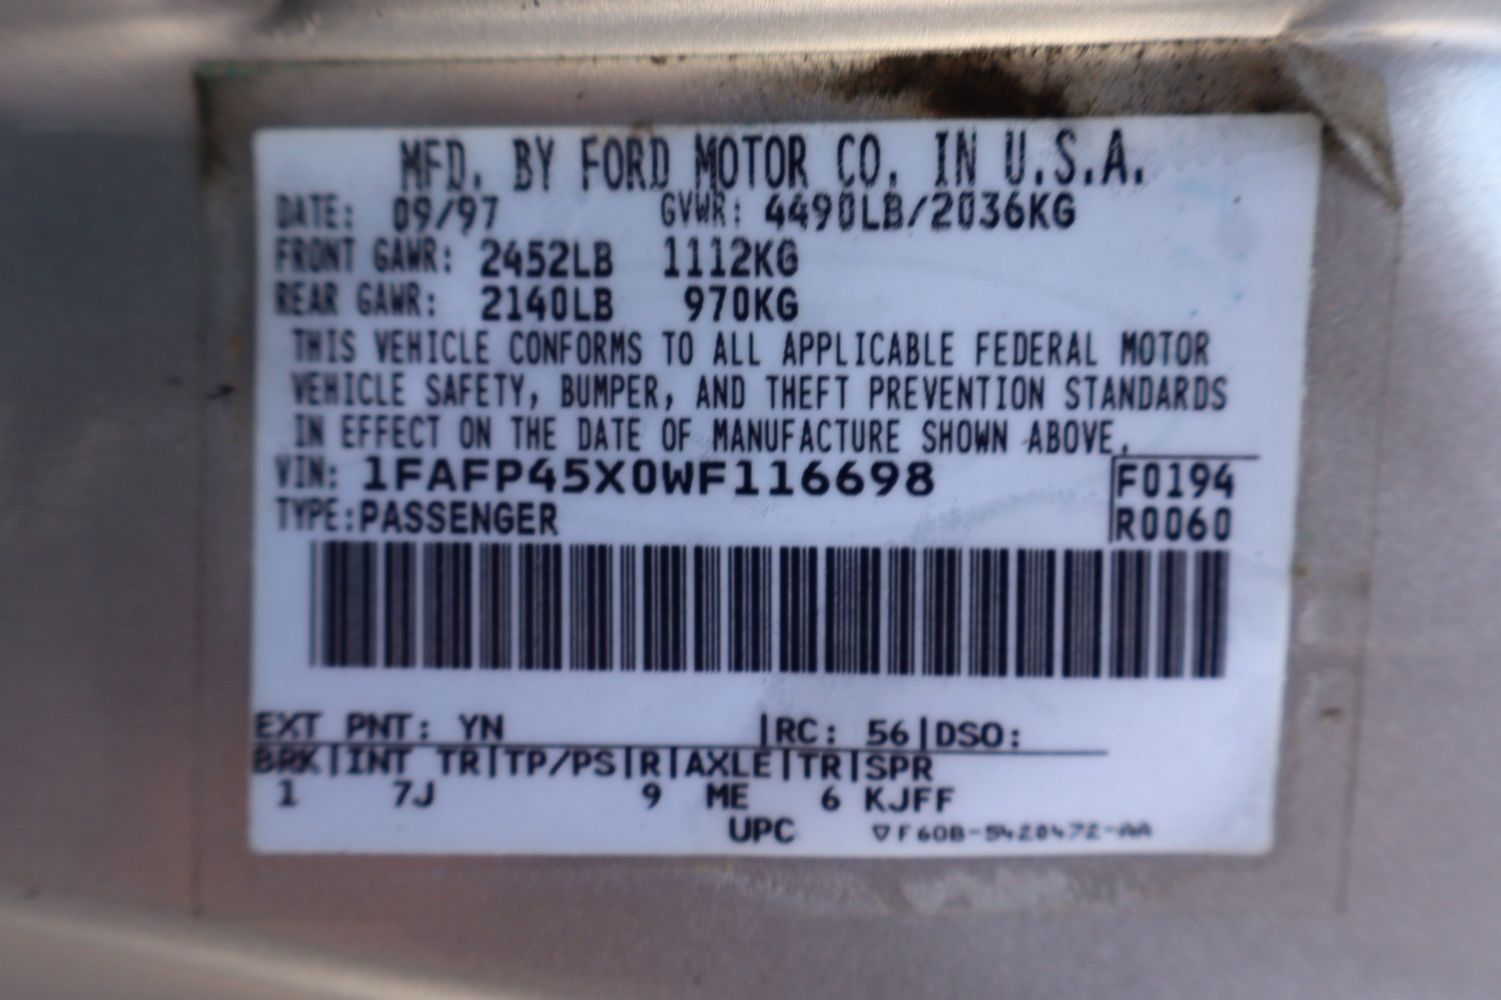 MFD. BY FORD MOTOR CO. IN U.S.A.
DATE: 09/97 GVWR: 4490LB/2036KG
FRONT GAWR: 2452LB 1112KG
REAR GAWR: 2140LB 970KG
THIS VEHICLE CONFORMS TO ALL APPLICABLE FEDERAL MOTOR
VEHICLE SAFETY, BUMPER, AND THEFT PREVENTION STANDARDS
IN EFFECT ON THE DATE OF MANUFACTURE SHOWN ABOVE.
VIN: 1FAFP45X0WF116698 F0194
TYPE: PASSENGER R0060
EXT PNT: YN |RC: 56|DSO:
BRK|INT TR|TP/PS|R|AXLE|TR|SPR
1 7J 9 ME 6 KJFF
UPC ▽F60B-5420472-AA